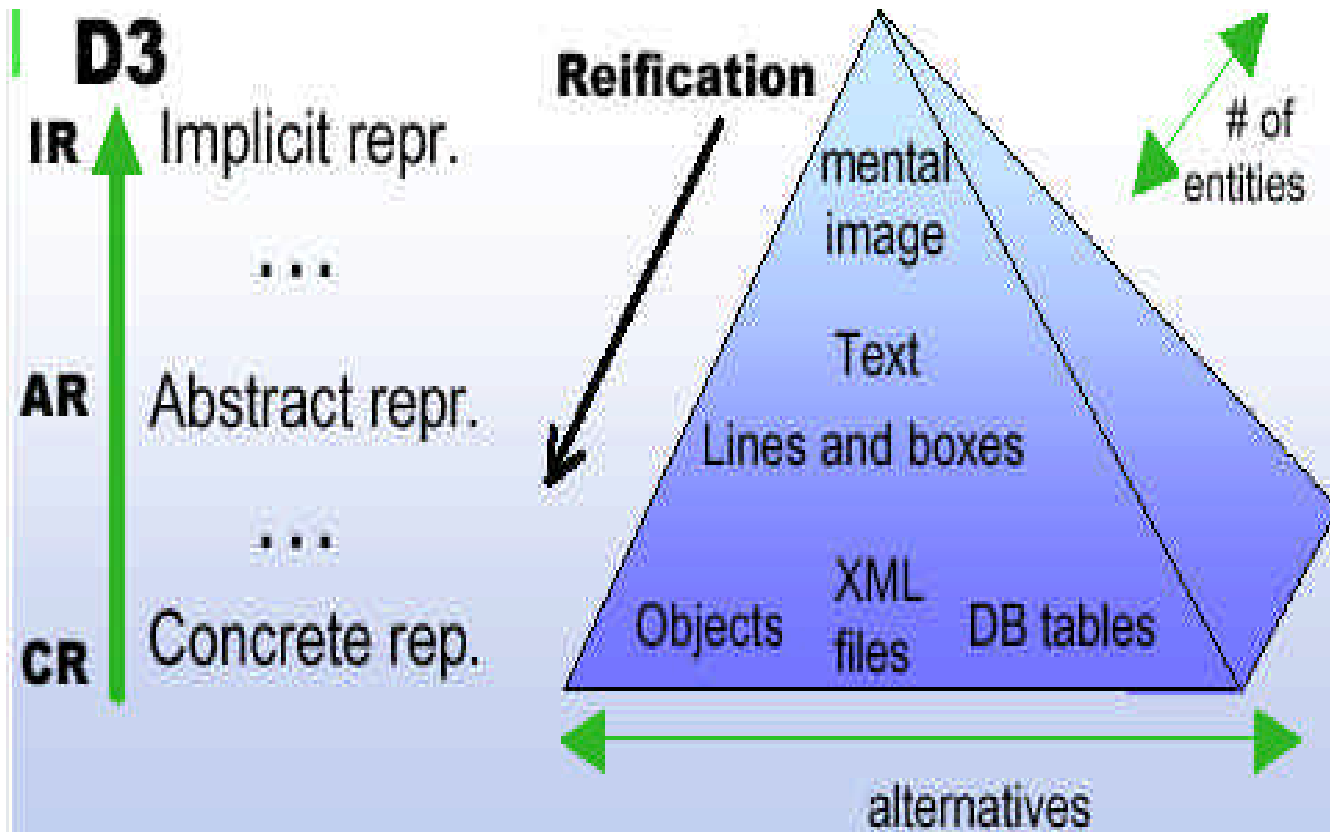 D3
IR
Implicit repr.
...
AR
Abstract repr.
...
CR
Concrete rep.
Reification
# of
entities
mental
image
Text
Lines and boxes
Objects
XML
files
DB tables
alternatives